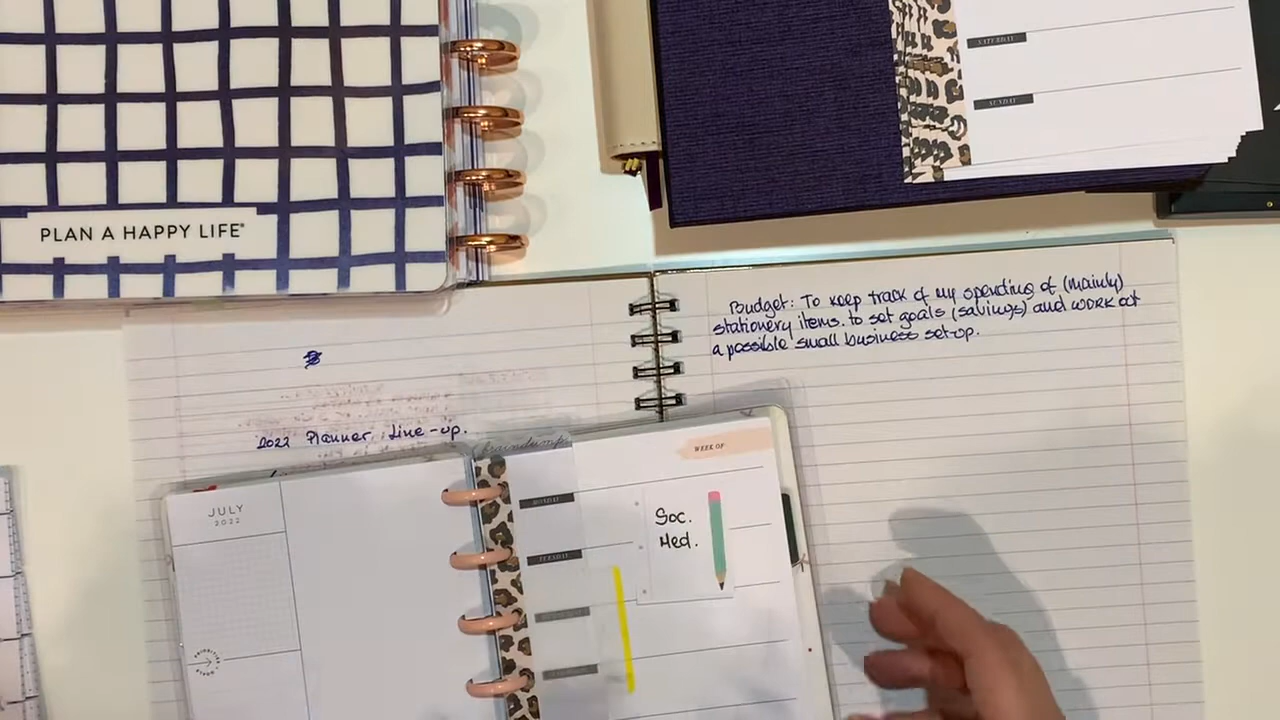 PLAN A HAPPY LIFE®
SATURDAY
SUNDAY
Budget: To keep track of my spending of (mainly)
stationery items. to set goals (savings) and work out
a possible small business set-up.
2022 Planner Line-up.
JULY
2022
PRIORITIES
braindump
WEEK OF
MONDAY
TUESDAY
Soc.
Med.